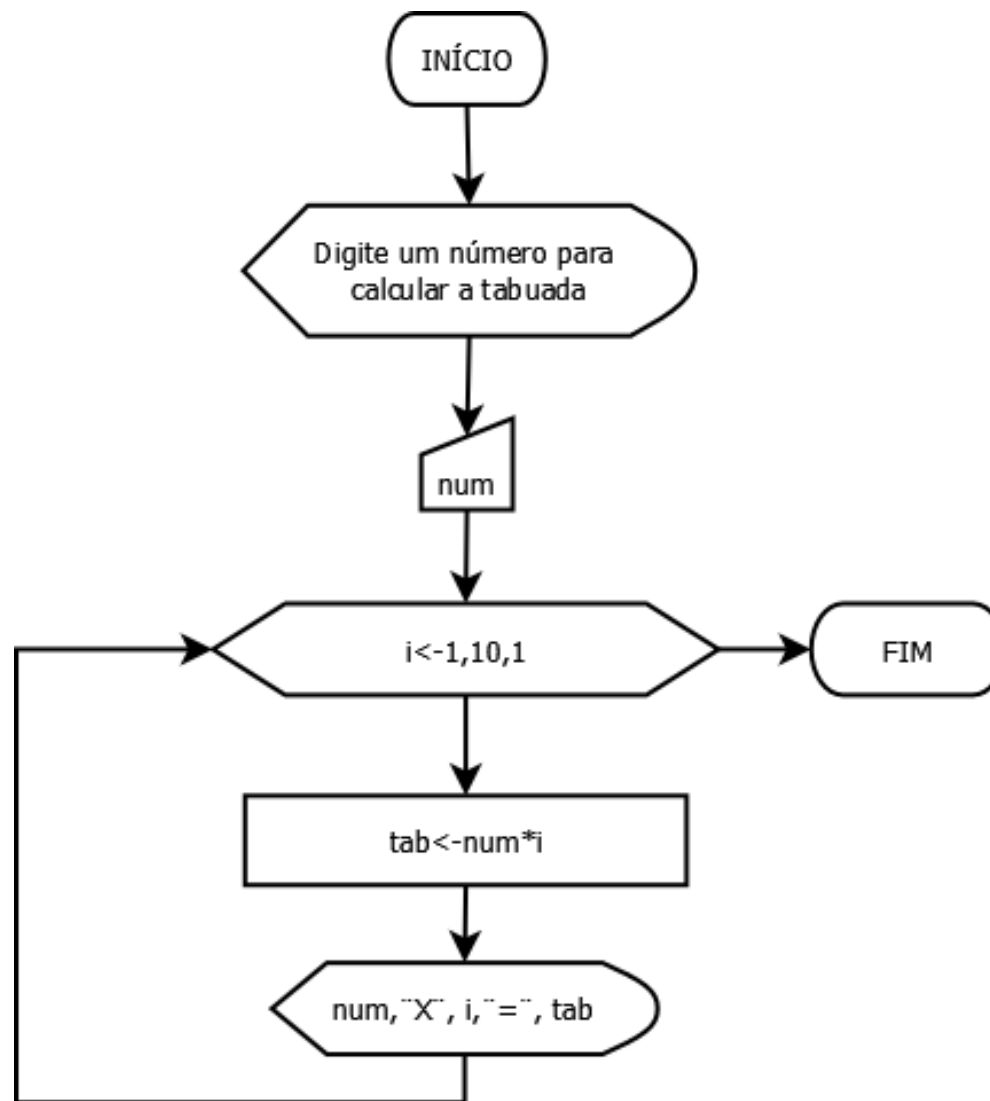 INÍCIO
Digite um número para
calcular a tabuada
num
i<-1,10,1
FIM
tab<-num*i
num,¨X¨, i,¨=¨, tab